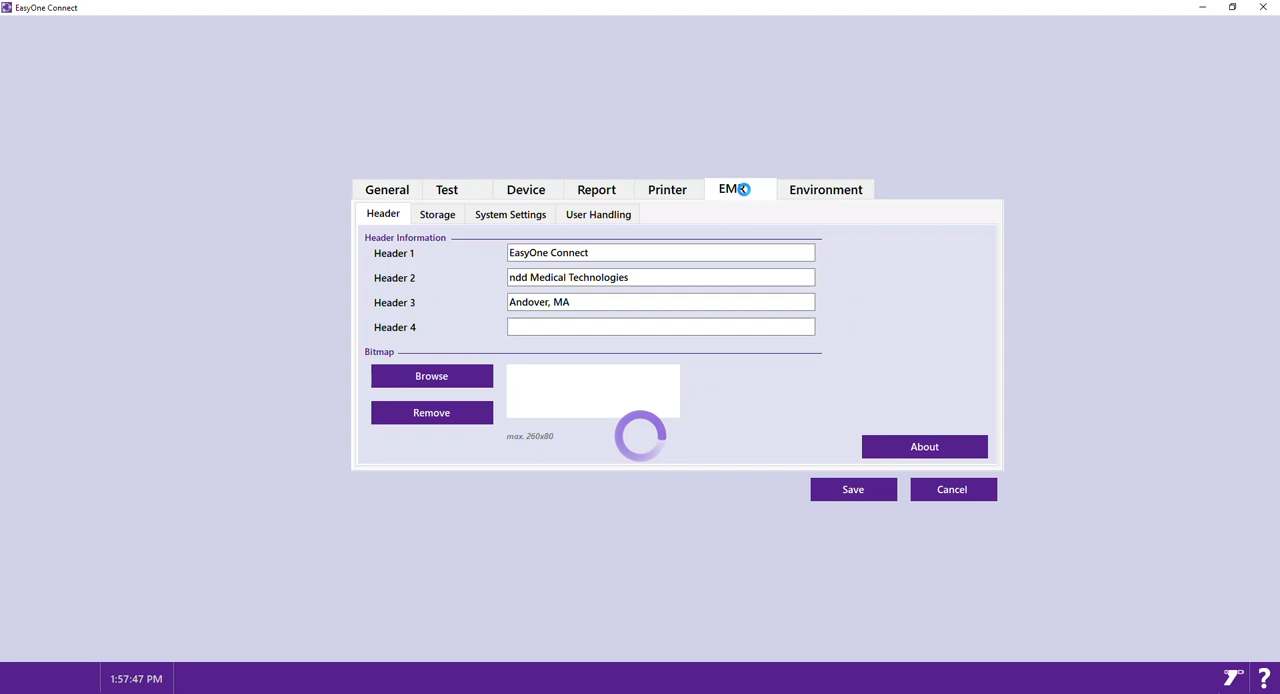 EasyOne Connect
General Test Device Report Printer EMR Environment
Header Storage System Settings User Handling
Header Information
Header 1 EasyOne Connect
Header 2 ndd Medical Technologies
Header 3 Andover, MA
Header 4
Bitmap
Browse
Remove
max. 260x80
About
Save Cancel
1:57:47 PM ?